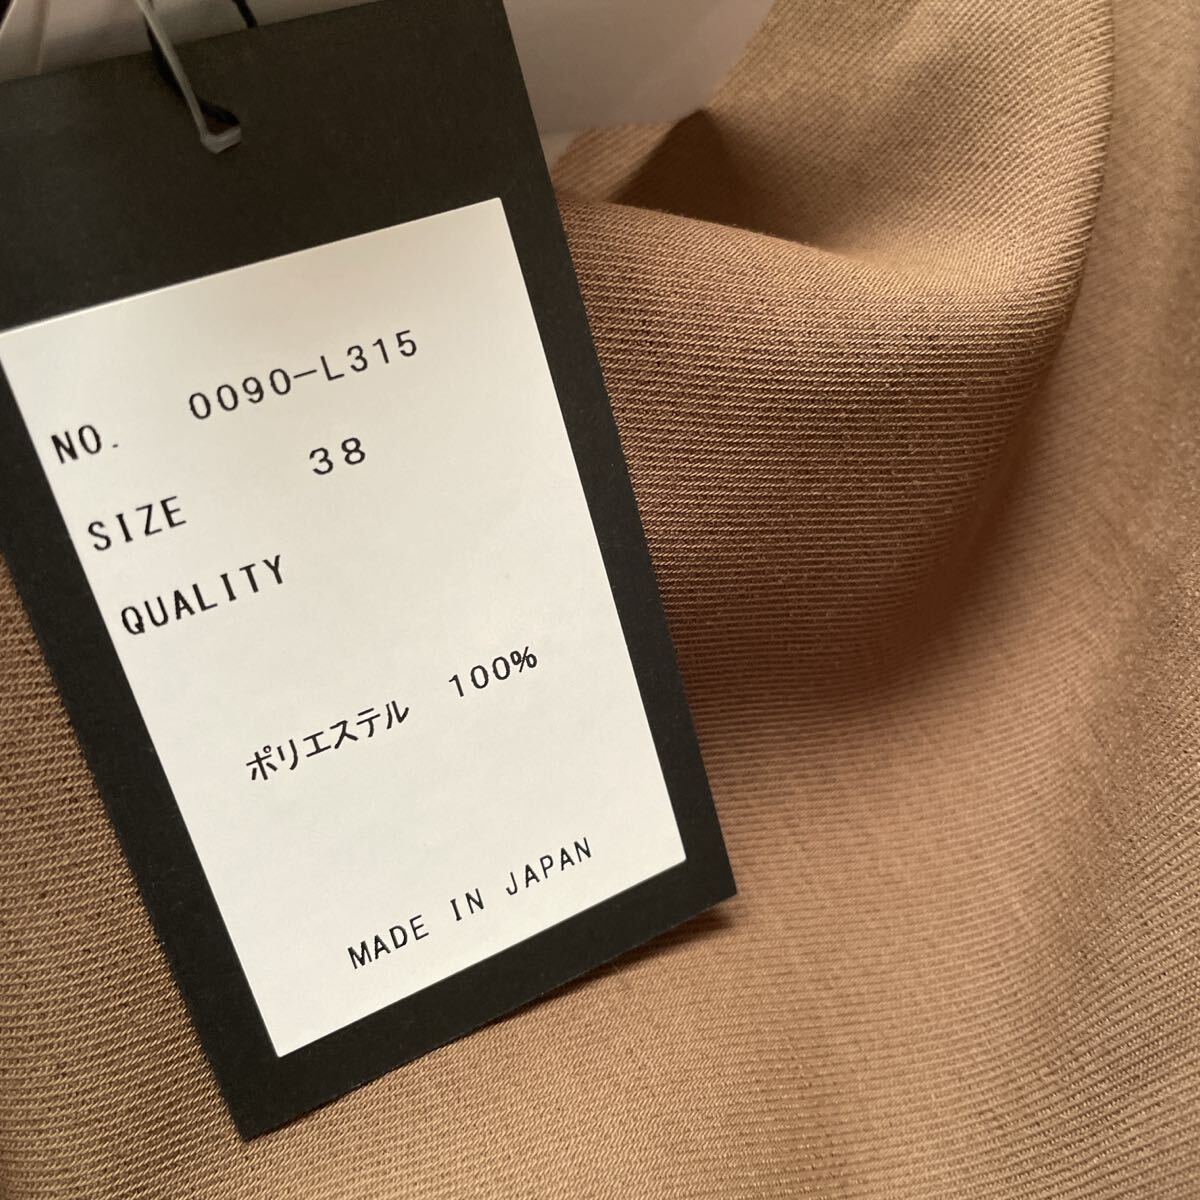 NO. 0090-L315
SIZE 38
QUALITY
ポリエステル 100%
MADE IN JAPAN